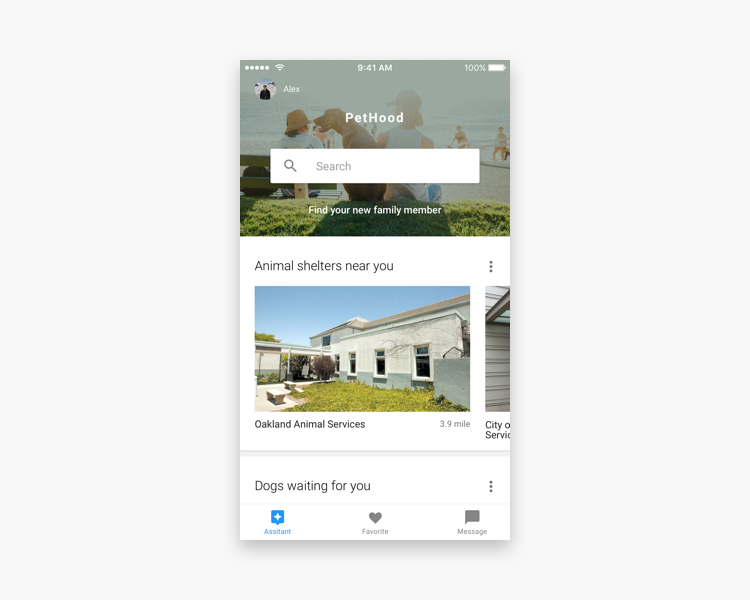 9:41 AM
100%
Alex
PetHood
Search
Find your new family member
Animal shelters near you
Oakland Animal Services
3.9 mile
City o
Servic
Dogs waiting for you
Assitant
Favorite
Message